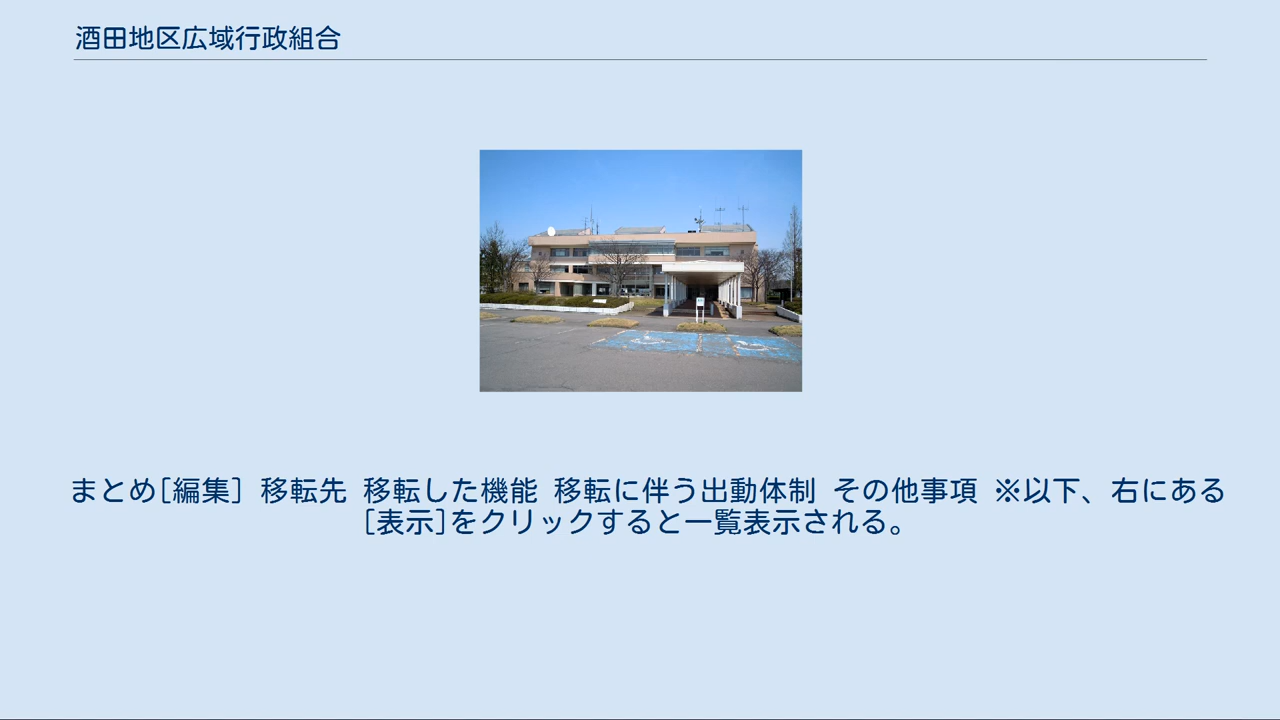 酒田地区広域行政組合
まとめ[編集] 移転先 移転した機能 移転に伴う出動体制 その他事項 ※以下、右にある
[表示]をクリックすると一覧表示される。